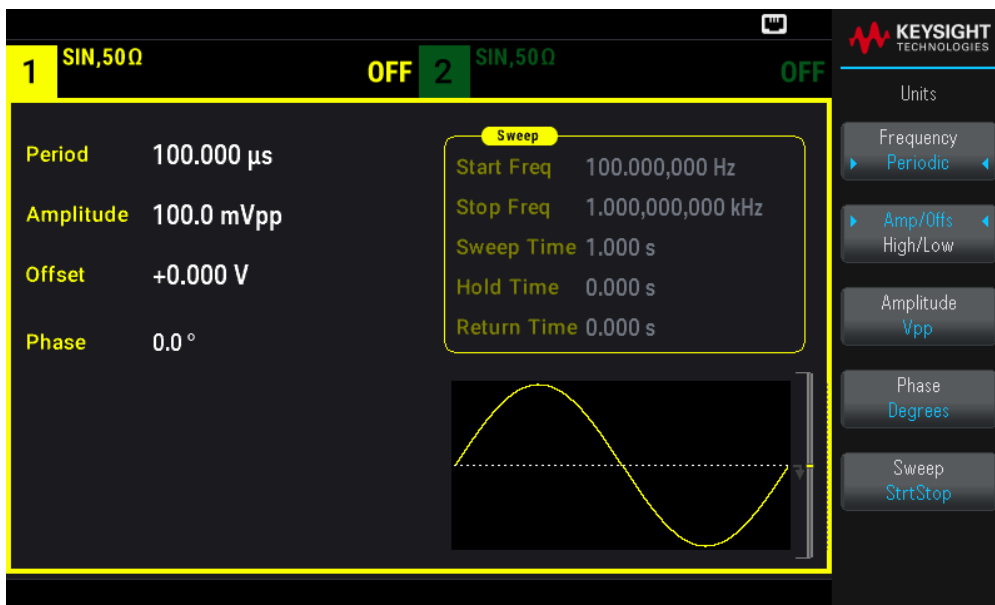 KEYSIGHT
TECHNOLOGIES
1 SIN,50Ω OFF
2 SIN,50Ω OFF
Period 100.000 µs
Amplitude 100.0 mVpp
Offset +0.000 V
Phase 0.0 °
Sweep
Start Freq 100.000,000 Hz
Stop Freq 1.000,000,000 kHz
Sweep Time 1.000 s
Hold Time 0.000 s
Return Time 0.000 s
Units
Frequency
Periodic
Amp/Offs
High/Low
Amplitude
Vpp
Phase
Degrees
Sweep
StrtStop